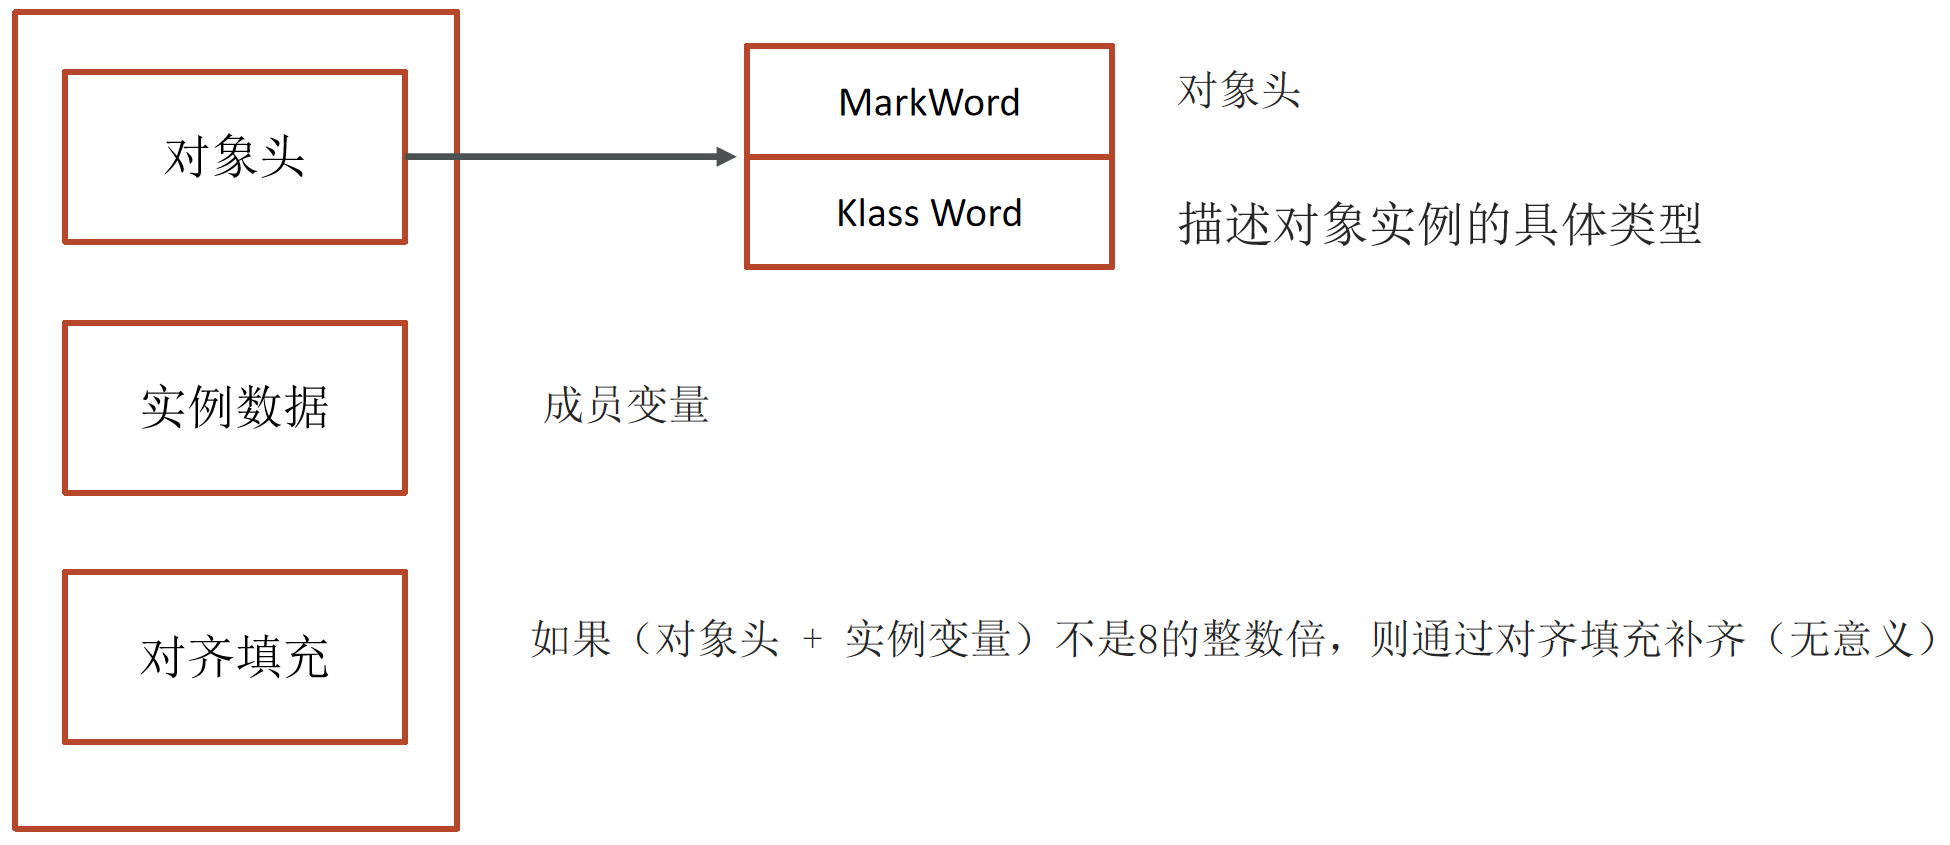 对象头
MarkWord
对象头
Klass Word
描述对象实例的具体类型
实例数据
成员变量
对齐填充
如果（对象头 + 实例变量）不是8的整数倍，则通过对齐填充补齐（无意义）